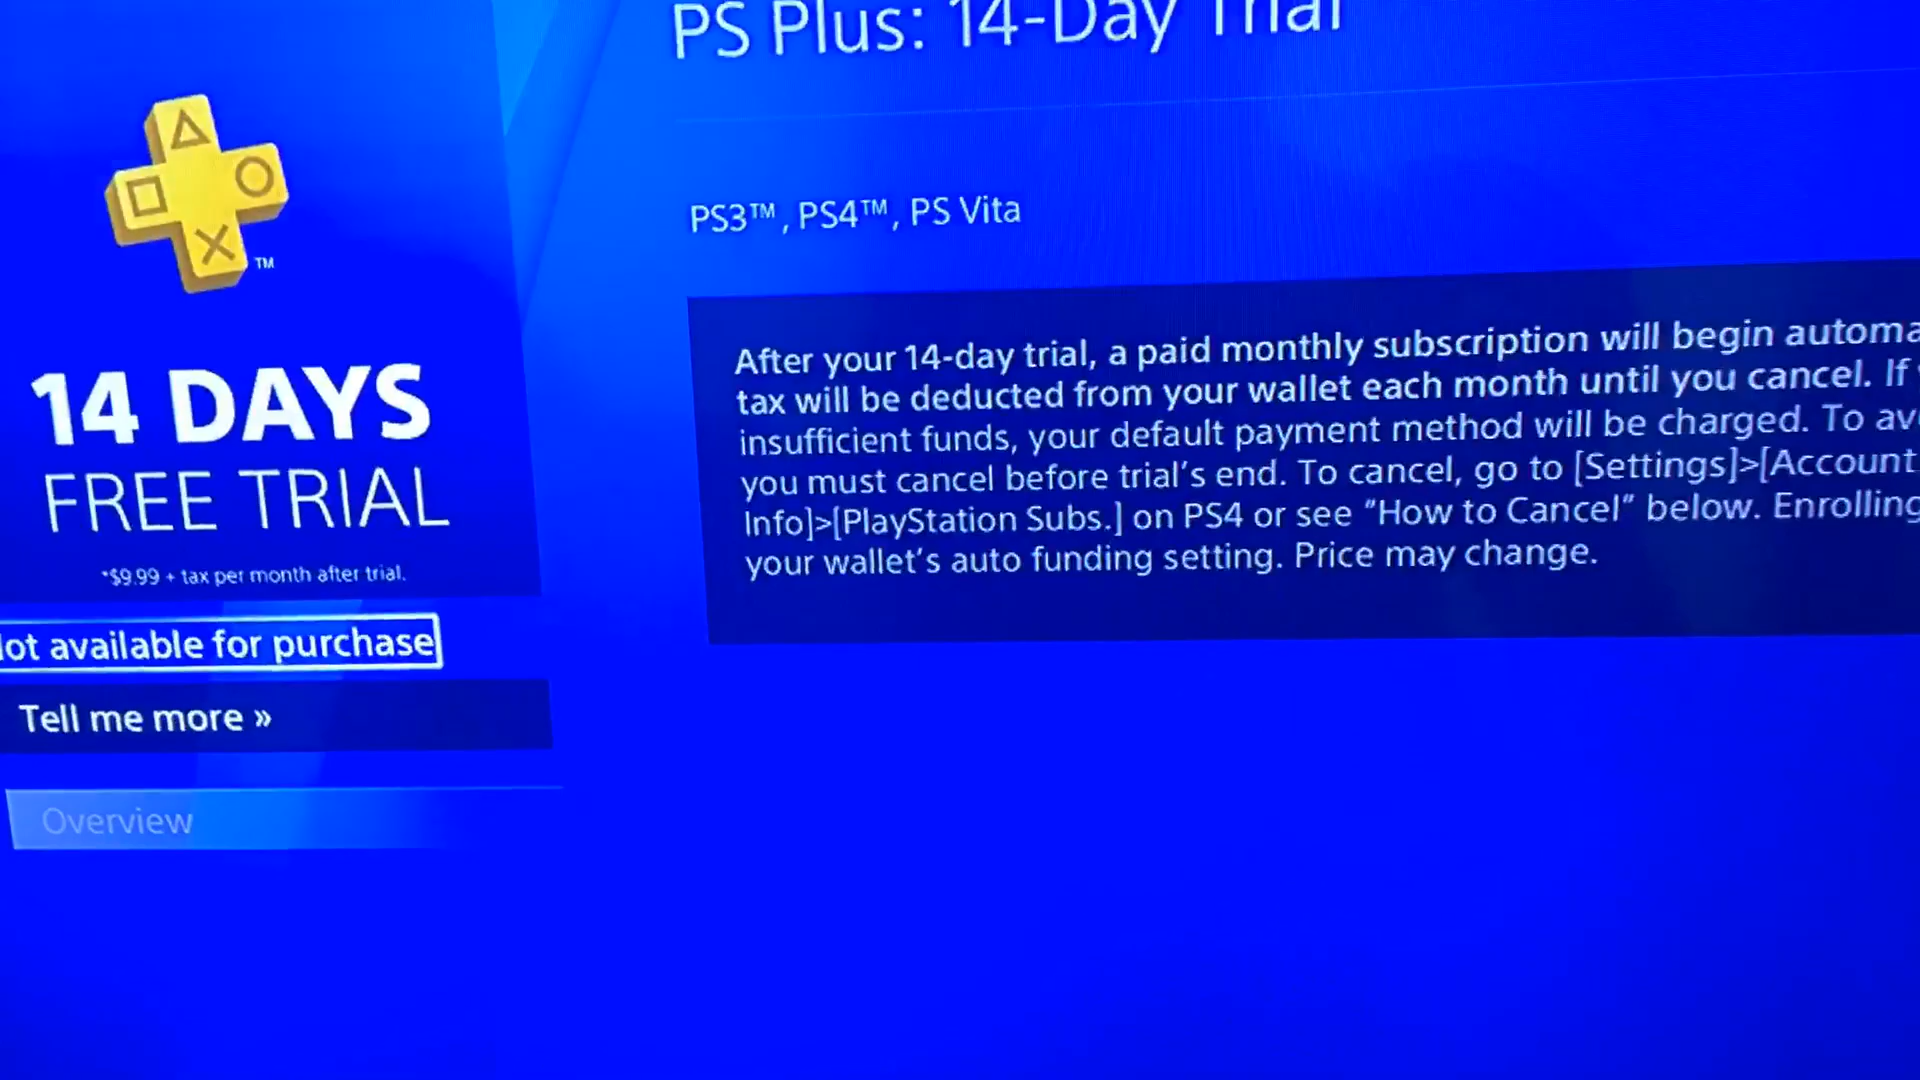 PS Plus: 14-Day Trial
PS3™, PS4™, PS Vita
After your 14-day trial, a paid monthly subscription will begin
tax will be deducted from your wallet each month until you cancel. If
insufficient funds, your default payment method will be charged. To
you must cancel before trial's end. To cancel, go to [Settings]>[Account
Info]>[PlayStation Subs.] on PS4 or see "How to Cancel" below. Enrolling
your wallet's auto funding setting. Price may change.
TM
14 DAYS
FREE TRIAL
*$9.99 + tax per month after trial.
available for purchase
Tell me more »
Overview